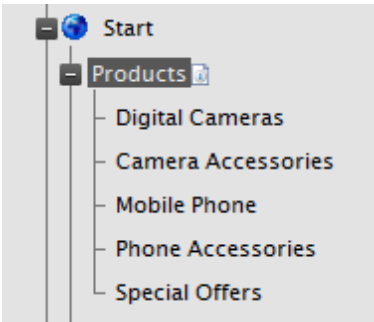 Start
Products
Digital Cameras
Camera Accessories
Mobile Phone
Phone Accessories
Special Offers